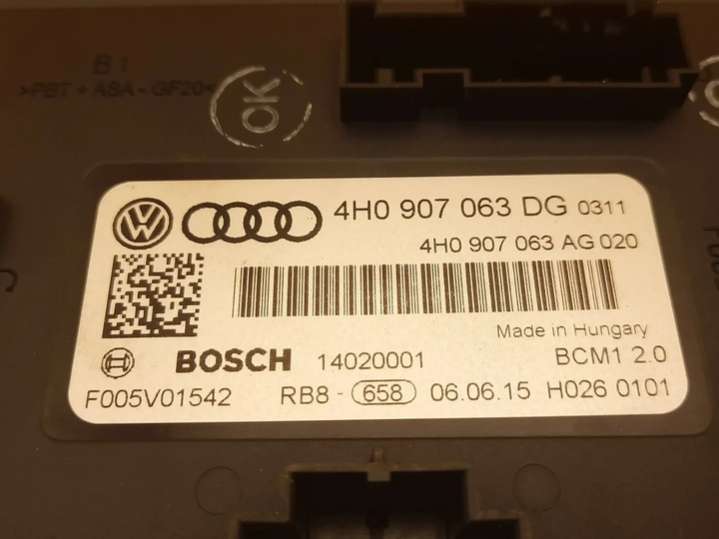 B1
>PBT + ASA - GF20<
OK
4H0 907 063 DG 0311
4H0 907 063 AG 020
Made in Hungary
BOSCH 14020001 BCM1 2.0
F005V01542 RB8 - 658 06.06.15 H026 0101